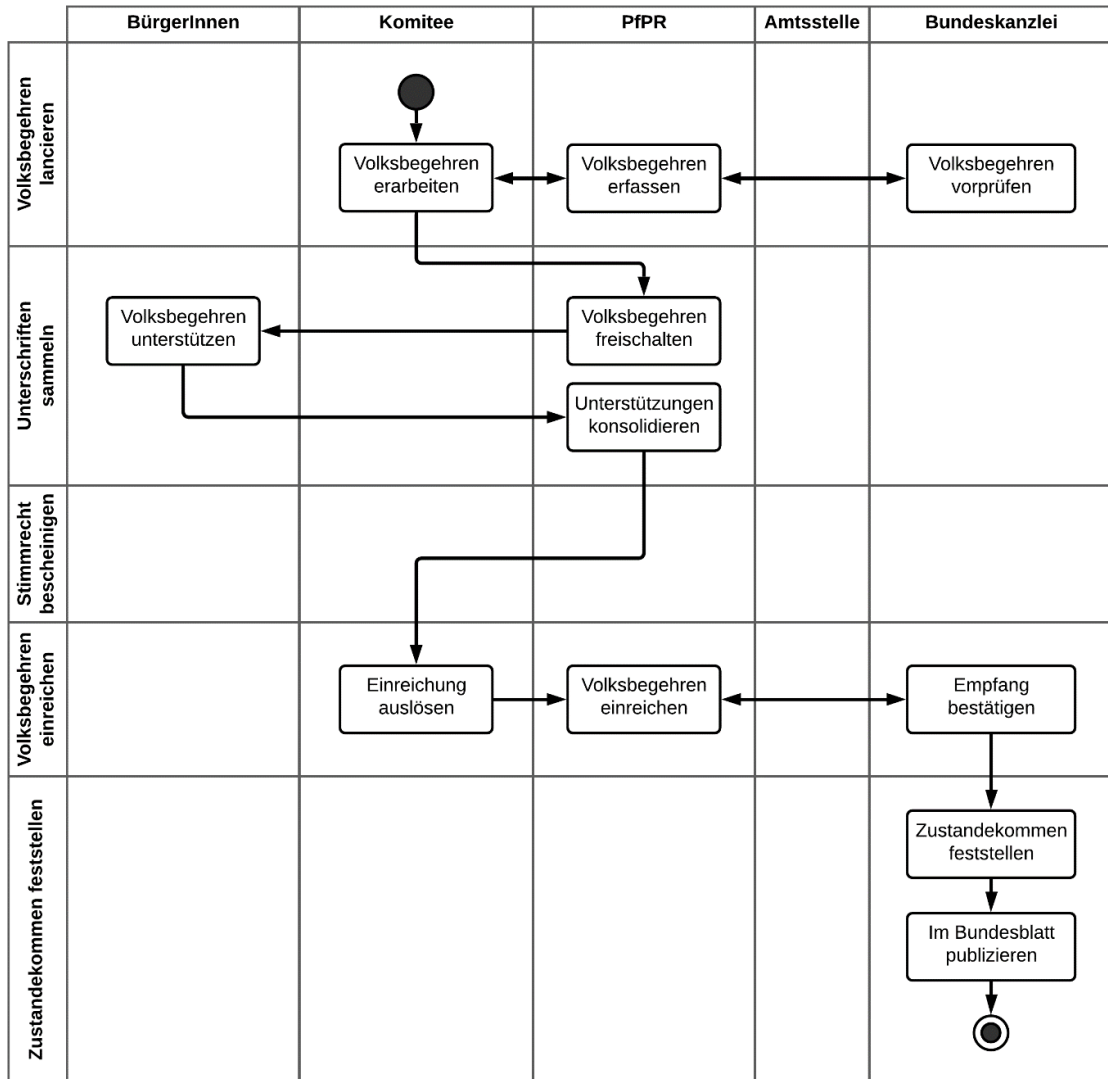 BürgerInnen
Komitee
PfPR
Amtsstelle
Bundeskanzlei
Volksbegehren
lancieren
Volksbegehren
erarbeiten
Volksbegehren
erfassen
Volksbegehren
vorprüfen
Unterschriften
sammeln
Volksbegehren
unterstützen
Volksbegehren
freischalten
Unterstützungen
konsolidieren
Stimmrecht
bescheinigen
Volksbegehren
einreichen
Einreichung
auslösen
Volksbegehren
einreichen
Empfang
bestätigen
Zustandekommen feststellen
Zustandekommen
feststellen
Im Bundesblatt
publizieren